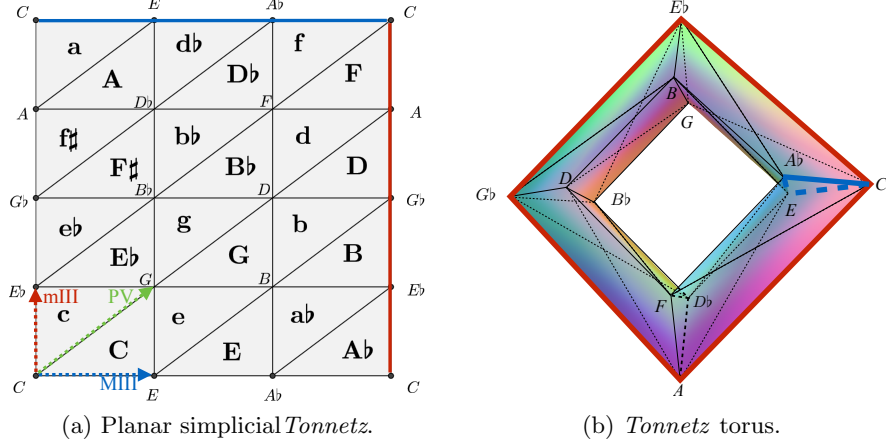 C E A♭ C
a d♭ f
A D♭ F
A D♭ F A
f♯ b♭ d
F♯ B♭ D
G♭ B♭ D G♭
e♭ g b
E♭ G B
E♭ G B E♭
mIII PV
c e a♭
C E A♭
MIII
C E A♭ C
(a) Planar simplicial Tonnetz.
E♭
B
G
A♭
D C
G♭ B♭ E
F D♭
A
(b) Tonnetz torus.